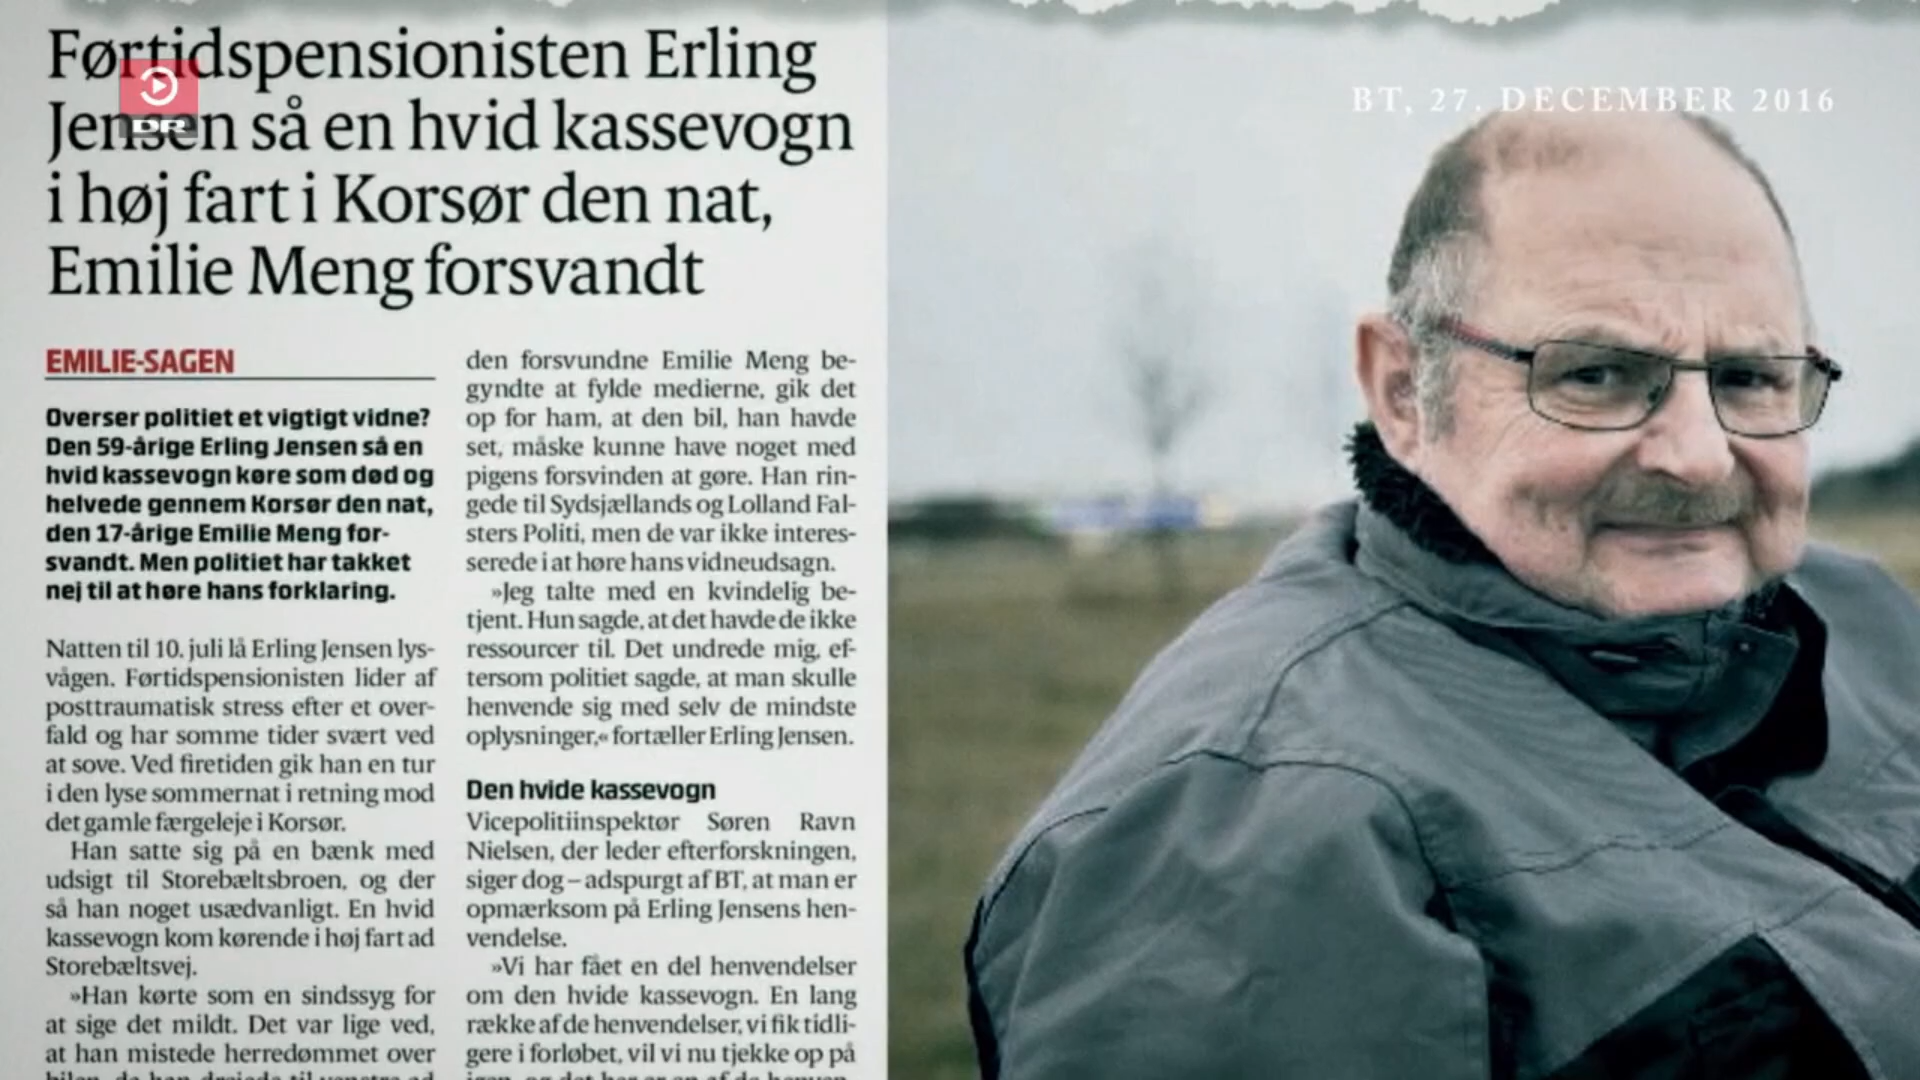 Førtidspensionisten Erling
Jensen så en hvid kassevogn
i høj fart i Korsør den nat,
Emilie Meng forsvandt
DR
BT, 27. DECEMBER 2016
EMILIE-SAGEN
Overser politiet et vigtigt vidne?
Den 59-årige Erling Jensen så en
hvid kassevogn køre som død og
helvede gennem Korsør den nat,
den 17-årige Emilie Meng for-
svandt. Men politiet har takket
nej til at høre hans forklaring.
Natten til 10. juli lå Erling Jensen lys-
vågen. Førtidspensionisten lider af
posttraumatisk stress efter et over-
fald og har somme tider svært ved
at sove. Ved firetiden gik han en tur
i den lyse sommernat i retning mod
det gamle færgeleje i Korsør.
Han satte sig på en bænk med
udsigt til Storebæltsbroen, og der
så han noget usædvanligt. En hvid
kassevogn kom kørende i høj fart ad
Storebæltsvej.
»Han kørte som en sindssyg for
at sige det mildt. Det var lige ved,
at han mistede herredømmet over
den forsvundne Emilie Meng be-
gyndte at fylde medierne, gik det
op for ham, at den bil, han havde
set, måske kunne have noget med
pigens forsvinden at gøre. Han rin-
gede til Sydsjællands og Lolland Fal-
sters Politi, men de var ikke interes-
serede i at høre hans vidneudsagn.
»Jeg talte med en kvindelig be-
tjent. Hun sagde, at det havde de ikke
ressourcer til. Det undrede mig, ef-
tersom politiet sagde, at man skulle
henvende sig med selv de mindste
oplysninger,« fortæller Erling Jensen.
Den hvide kassevogn
Vicepolitiinspektør Søren Ravn
Nielsen, der leder efterforskningen,
siger dog – adspurgt af BT, at man er
opmærksom på Erling Jensens hen-
vendelse.
»Vi har fået en del henvendelser
om den hvide kassevogn. En lang
række af de henvendelser, vi fik tidli-
gere i forløbet, vil vi nu tjekke op på